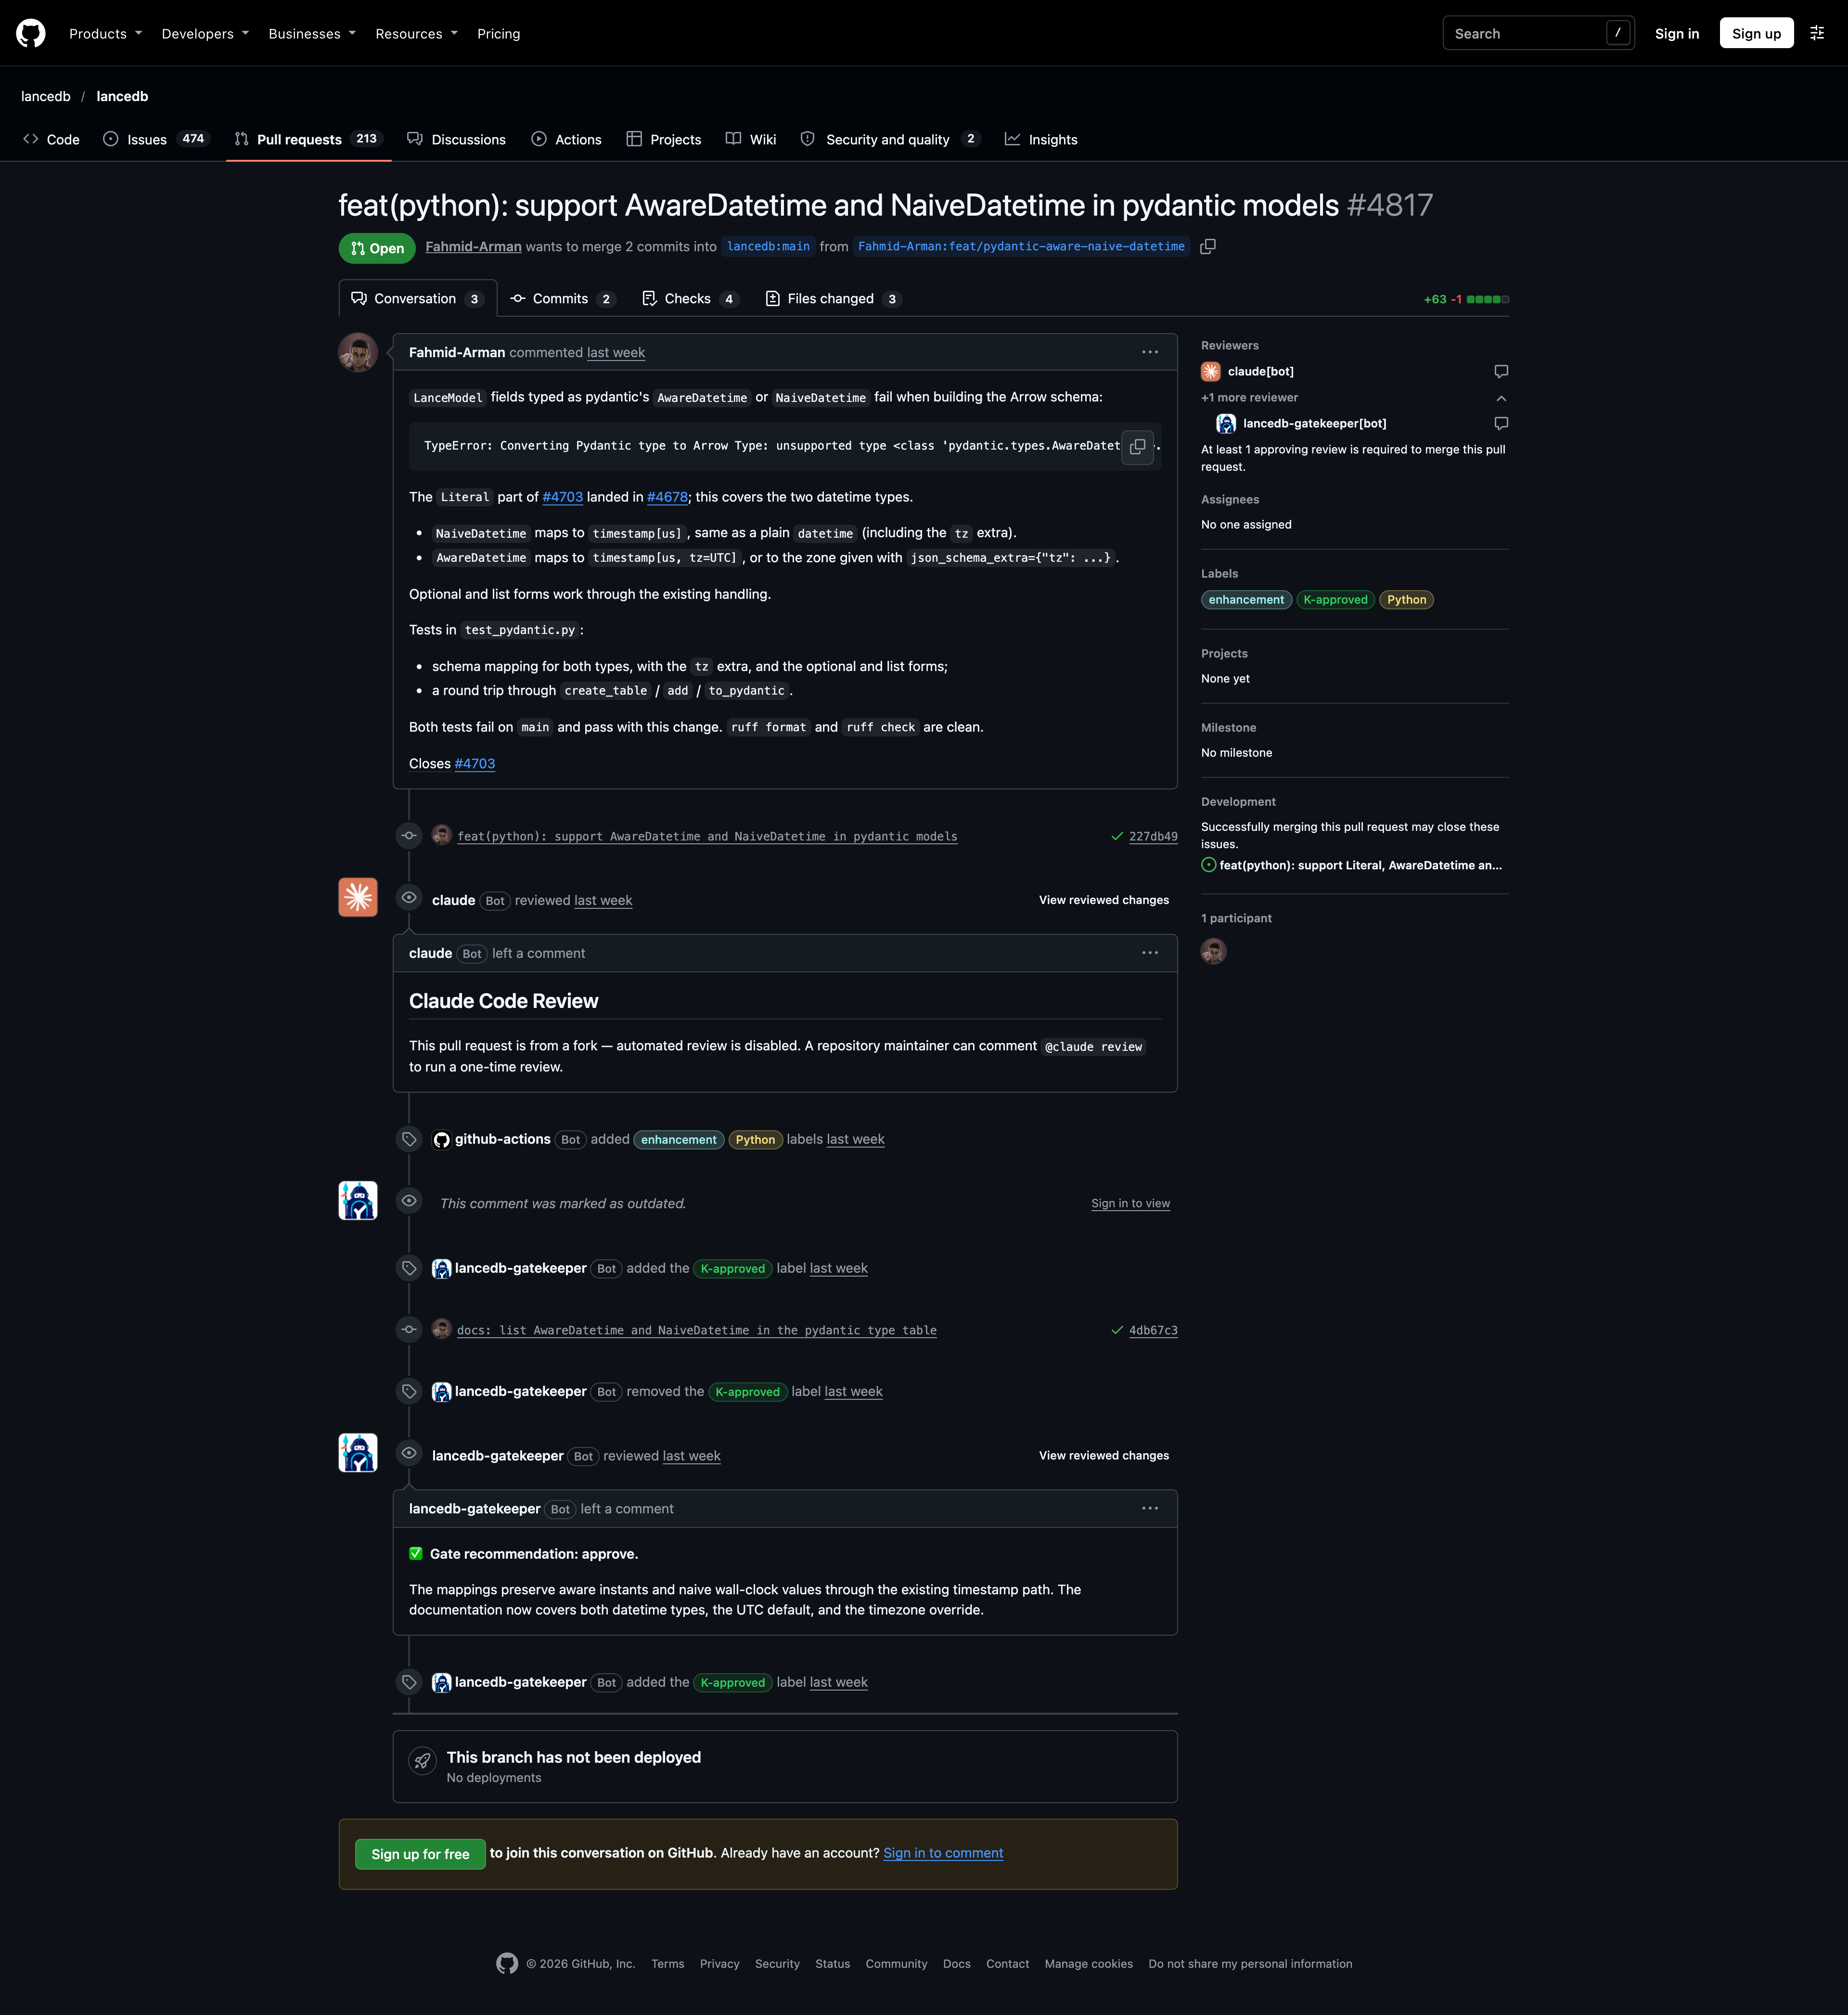 Products Developers Businesses Resources Pricing Search / Sign in Sign up
lancedb / lancedb
Code Issues 474 Pull requests 213 Discussions Actions Projects Wiki Security and quality 2 Insights
feat(python): support AwareDatetime and NaiveDatetime in pydantic models #4817
Open Fahmid-Arman wants to merge 2 commits into lancedb:main from Fahmid-Arman:feat/pydantic-aware-naive-datetime
Conversation 3 Commits 2 Checks 4 Files changed 3 +63 -1
Fahmid-Arman commented last week
LanceModel fields typed as pydantic's AwareDatetime or NaiveDatetime fail when building the Arrow schema:
TypeError: Converting Pydantic type to Arrow Type: unsupported type <class 'pydantic.types.AwareDatet .
The Literal part of #4703 landed in #4678; this covers the two datetime types.
• NaiveDatetime maps to timestamp[us], same as a plain datetime (including the tz extra).
• AwareDatetime maps to timestamp[us, tz=UTC], or to the zone given with json_schema_extra={"tz": ...}.
Optional and list forms work through the existing handling.
Tests in test_pydantic.py:
• schema mapping for both types, with the tz extra, and the optional and list forms;
• a round trip through create_table / add / to_pydantic.
Both tests fail on main and pass with this change. ruff format and ruff check are clean.
Closes #4703
feat(python): support AwareDatetime and NaiveDatetime in pydantic models 227db49
claude Bot reviewed last week View reviewed changes
claude Bot left a comment
Claude Code Review
This pull request is from a fork — automated review is disabled. A repository maintainer can comment @claude review
to run a one-time review.
github-actions Bot added enhancement Python labels last week
This comment was marked as outdated. Sign in to view
lancedb-gatekeeper Bot added the K-approved label last week
docs: list AwareDatetime and NaiveDatetime in the pydantic type table 4db67c3
lancedb-gatekeeper Bot removed the K-approved label last week
lancedb-gatekeeper Bot reviewed last week View reviewed changes
lancedb-gatekeeper Bot left a comment
✅ Gate recommendation: approve.
The mappings preserve aware instants and naive wall-clock values through the existing timestamp path. The
documentation now covers both datetime types, the UTC default, and the timezone override.
lancedb-gatekeeper Bot added the K-approved label last week
This branch has not been deployed
No deployments
Sign up for free to join this conversation on GitHub. Already have an account? Sign in to comment
Reviewers
claude[bot]
+1 more reviewer
lancedb-gatekeeper[bot]
At least 1 approving review is required to merge this pull
request.
Assignees
No one assigned
Labels
enhancement K-approved Python
Projects
None yet
Milestone
No milestone
Development
Successfully merging this pull request may close these
issues.
feat(python): support Literal, AwareDatetime an...
1 participant
© 2026 GitHub, Inc. Terms Privacy Security Status Community Docs Contact Manage cookies Do not share my personal information